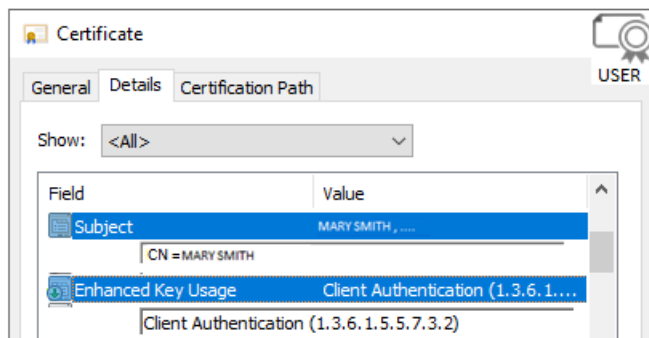 Certificate
USER
General Details Certification Path
Show: <All>
Field Value
Subject MARY SMITH , ....
CN =MARY SMITH
Enhanced Key Usage Client Authentication (1.3.6.1....
Client Authentication (1.3.6.1.5.5.7.3.2)